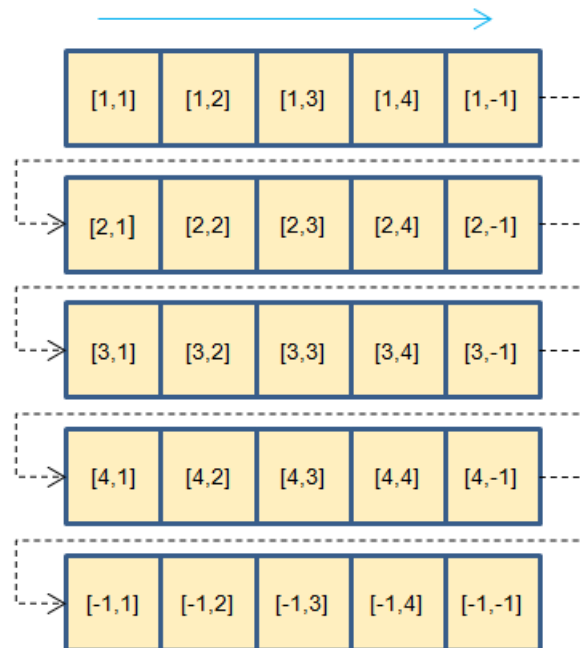 [1,1] [1,2] [1,3] [1,4] [1,-1]
[2,1] [2,2] [2,3] [2,4] [2,-1]
[3,1] [3,2] [3,3] [3,4] [3,-1]
[4,1] [4,2] [4,3] [4,4] [4,-1]
[-1,1] [-1,2] [-1,3] [-1,4] [-1,-1]